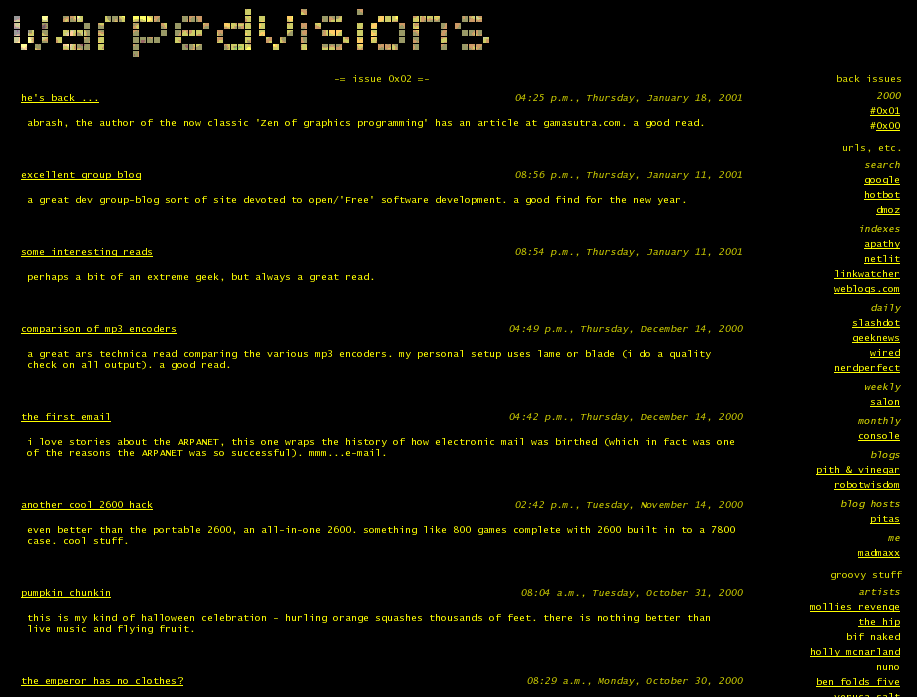 warpedvisions
-= issue 0x02 =-
he's back ... 04:25 p.m., Thursday, January 18, 2001
abrash, the author of the now classic 'Zen of graphics programming' has an article at gamasutra.com. a good read.
excellent group blog 08:56 p.m., Thursday, January 11, 2001
a great dev group-blog sort of site devoted to open/'Free' software development. a good find for the new year.
some interesting reads 08:54 p.m., Thursday, January 11, 2001
perhaps a bit of an extreme geek, but always a great read.
comparison of mp3 encoders 04:49 p.m., Thursday, December 14, 2000
a great ars technica read comparing the various mp3 encoders. my personal setup uses lame or blade (i do a quality
check on all output). a good read.
the first email 04:42 p.m., Thursday, December 14, 2000
i love stories about the ARPANET, this one wraps the history of how electronic mail was birthed (which in fact was one
of the reasons the ARPANET was so successful). mmm...e-mail.
another cool 2600 hack 02:42 p.m., Tuesday, November 14, 2000
even better than the portable 2600, an all-in-one 2600. something like 800 games complete with 2600 built in to a 7800
case. cool stuff.
pumpkin chunkin 08:04 a.m., Tuesday, October 31, 2000
this is my kind of halloween celebration - hurling orange squashes thousands of feet. there is nothing better than
live music and flying fruit.
the emperor has no clothes? 08:29 a.m., Monday, October 30, 2000
back issues
2000
#0x01
#0x00
urls, etc.
search
google
hotbot
dmoz
indexes
apathy
netlit
linkwatcher
weblogs.com
daily
slashdot
geeknews
wired
nerdperfect
weekly
salon
monthly
console
blogs
pith & vinegar
robotwisdom
blog hosts
pitas
me
madmaxx
groovy stuff
artists
mollies revenge
the hip
bif naked
holly mcnarland
nuno
ben folds five
veruca salt